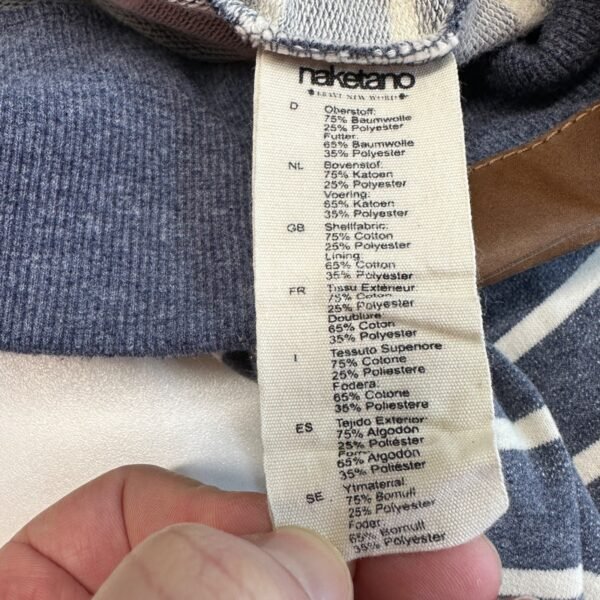 naketano
BRAVE NEW WORD
D Oberstoff:
75% Baumwolle
25% Polyester
Futter:
65% Baumwolle
35% Polyester
NL Bovenstof:
75% Katoen
25% Polyester
Voering:
65% Katoen
35% Polyester
GB Shellfabric:
75% Cotton
25% Polyester
Lining:
65% Cotton
35% Polyester
FR Tissu Extérieur
75% Coton
25% Polyester
Doublure
65% Coton
35% Polyester
I Tessuto Superiore
75% Cotone
25% Poliestere
Fodera:
65% Cotone
35% Poliestere
ES Tejido Exterior:
75% Algodón
25% Poliéster
65% Algodón
35% Poliéster
SE Ytmaterial:
75% Bomull
25% Polyester
Foder:
65% Bomull
35% Polyester